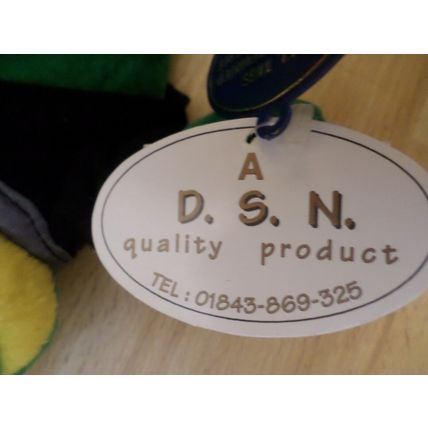 A
D. S. N.
quality product
TEL: 01843-869-325